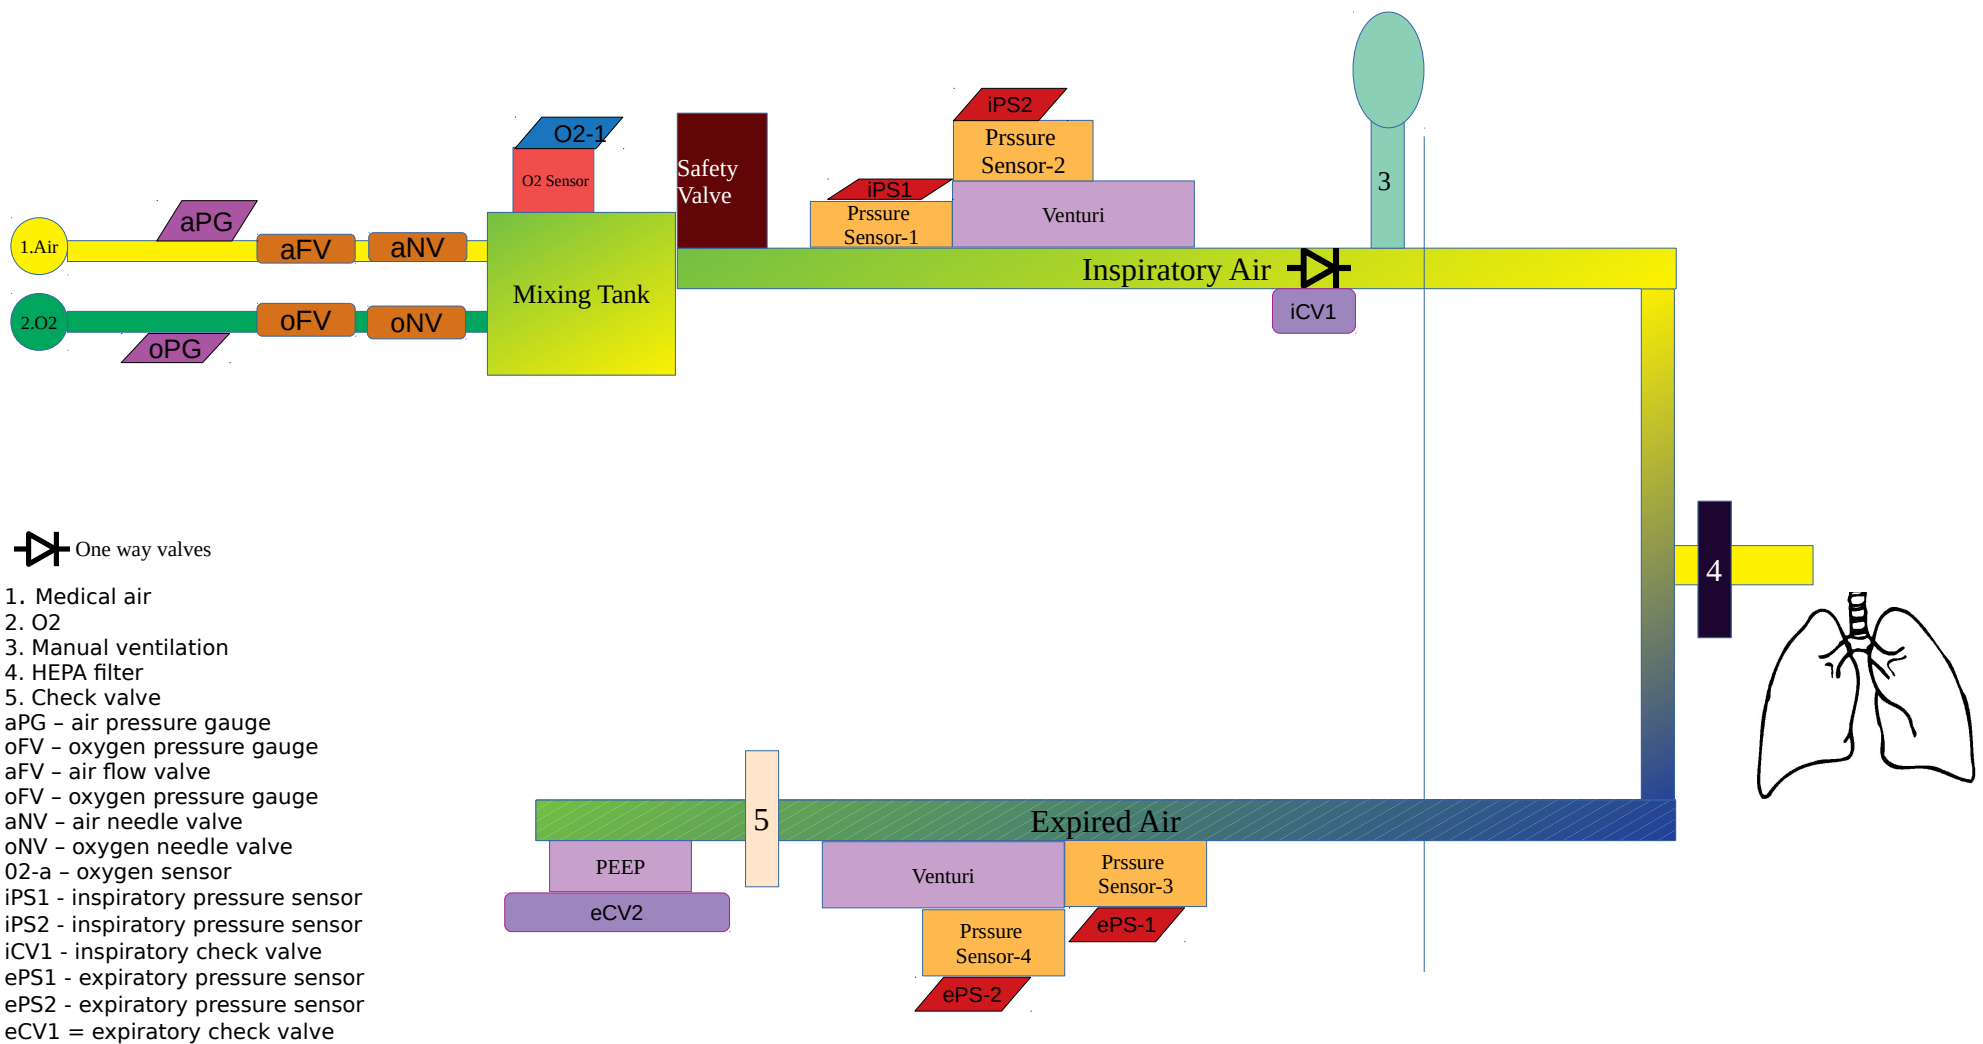 iPS2
O2-1
Prssure
Sensor-2
Safety
Valve
O2 Sensor
iPS1
3
aPG
Prssure
Sensor-1
Venturi
1.Air
aFV
aNV
Inspiratory Air
Mixing Tank
iCV1
2.O2
oFV
oNV
oPG
One way valves
4
1. Medical air
2. O2
3. Manual ventilation
4. HEPA filter
5. Check valve
aPG – air pressure gauge
oFV – oxygen pressure gauge
aFV – air flow valve
oFV – oxygen pressure gauge
aNV – air needle valve
oNV – oxygen needle valve
02-a – oxygen sensor
iPS1 - inspiratory pressure sensor
iPS2 - inspiratory pressure sensor
iCV1 - inspiratory check valve
ePS1 - expiratory pressure sensor
ePS2 - expiratory pressure sensor
eCV1 = expiratory check valve
5
Expired Air
PEEP
Venturi
Prssure
Sensor-3
eCV2
ePS-1
Prssure
Sensor-4
ePS-2